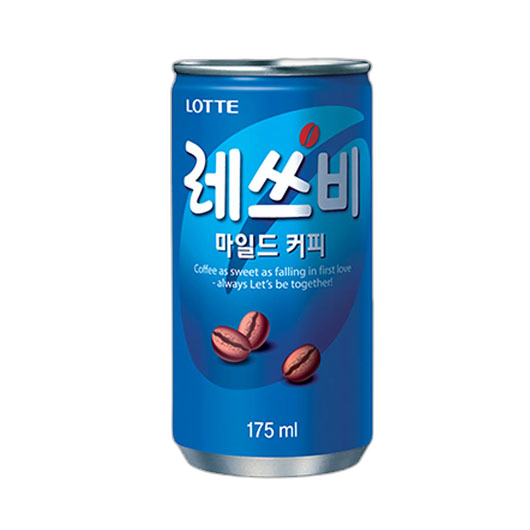 LOTTE
레쓰비
마일드 커피
Coffee as sweet as falling in first love
- always Let's be together!
175 ml